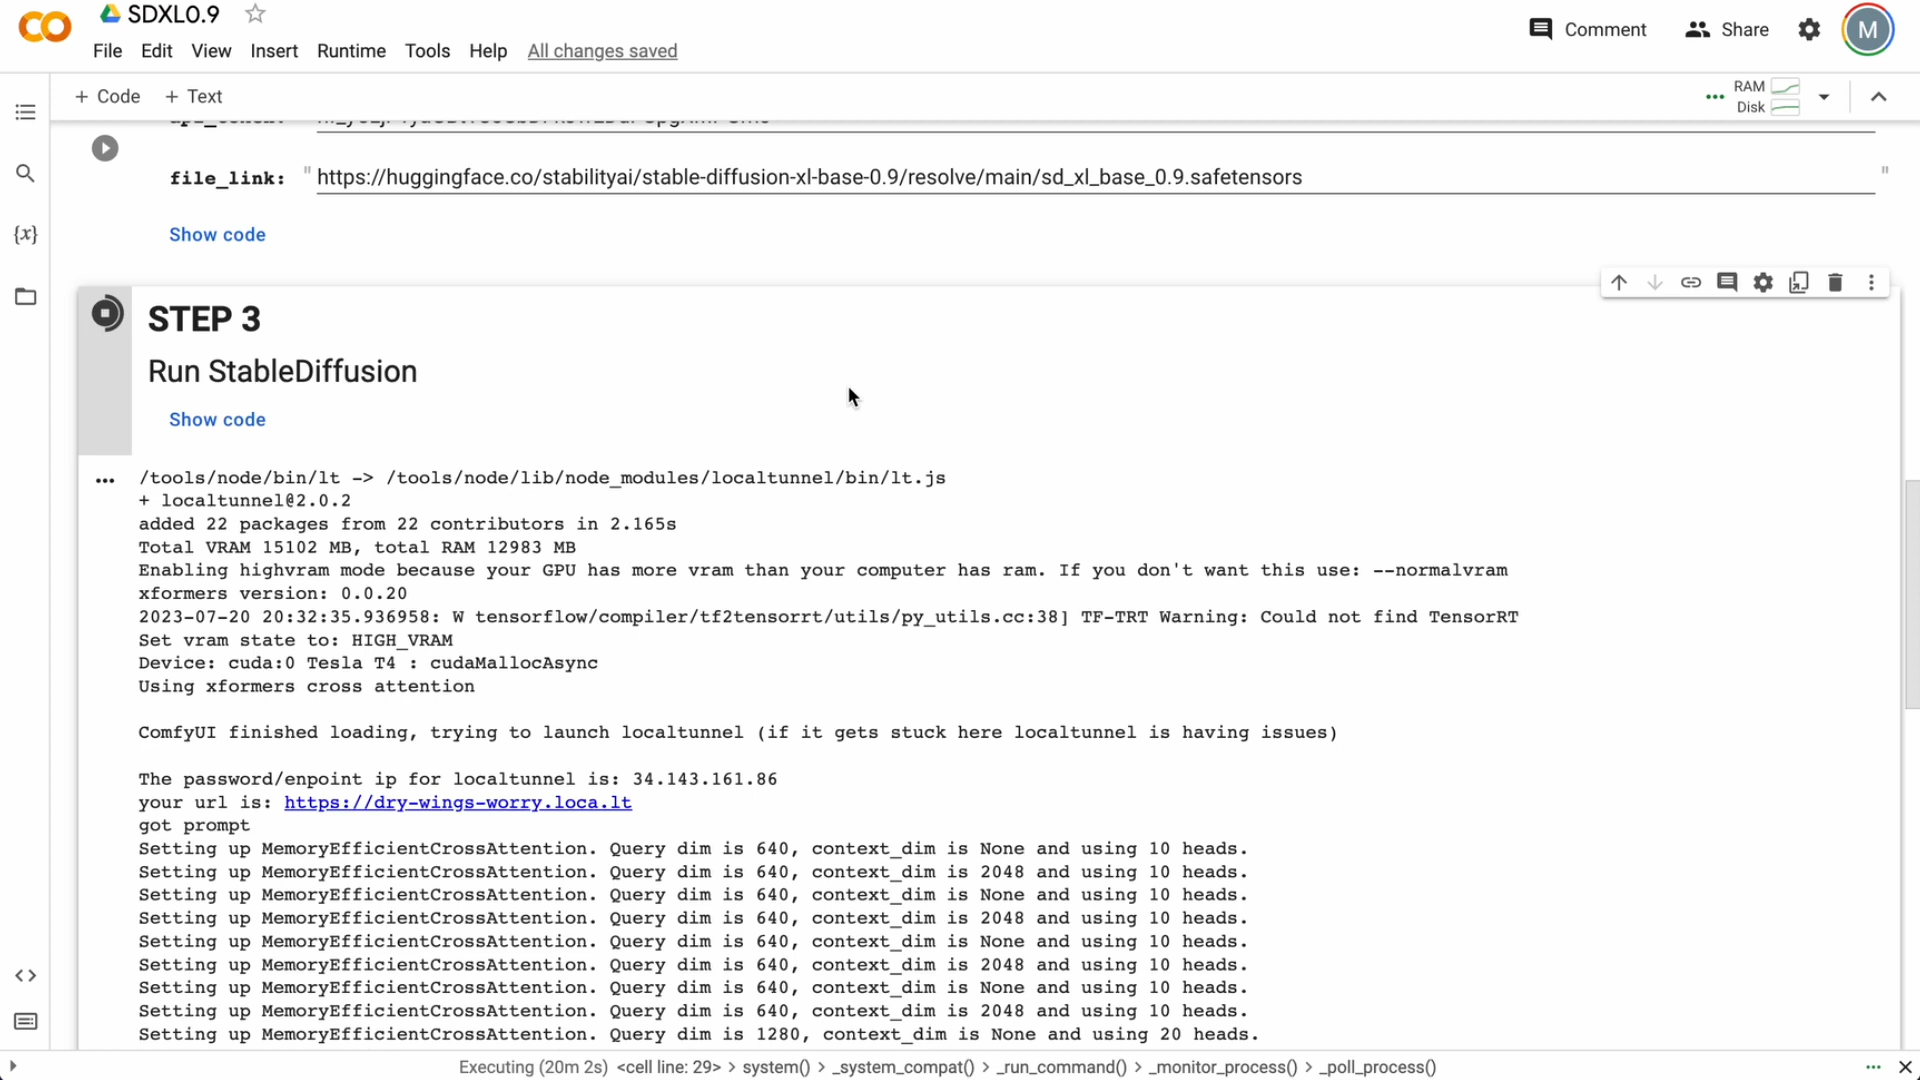 SDXL0.9
Comment
Share
M
File Edit View Insert Runtime Tools Help All changes saved
+ Code + Text
RAM
Disk
file_link: " https://huggingface.co/stabilityai/stable-diffusion-xl-base-0.9/resolve/main/sd_xl_base_0.9.safetensors "
{x}
Show code
STEP 3
Run StableDiffusion
Show code
/tools/node/bin/lt -> /tools/node/lib/node_modules/localtunnel/bin/lt.js
+ localtunnel@2.0.2
added 22 packages from 22 contributors in 2.165s
Total VRAM 15102 MB, total RAM 12983 MB
Enabling highvram mode because your GPU has more vram than your computer has ram. If you don't want this use: --normalvram
xformers version: 0.0.20
2023-07-20 20:32:35.936958: W tensorflow/compiler/tf2tensorrt/utils/py_utils.cc:38] TF-TRT Warning: Could not find TensorRT
Set vram state to: HIGH_VRAM
Device: cuda:0 Tesla T4 : cudaMallocAsync
Using xformers cross attention
ComfyUI finished loading, trying to launch localtunnel (if it gets stuck here localtunnel is having issues)
The password/enpoint ip for localtunnel is: 34.143.161.86
your url is: https://dry-wings-worry.loca.lt
got prompt
Setting up MemoryEfficientCrossAttention. Query dim is 640, context_dim is None and using 10 heads.
Setting up MemoryEfficientCrossAttention. Query dim is 640, context_dim is 2048 and using 10 heads.
Setting up MemoryEfficientCrossAttention. Query dim is 640, context_dim is None and using 10 heads.
Setting up MemoryEfficientCrossAttention. Query dim is 640, context_dim is 2048 and using 10 heads.
Setting up MemoryEfficientCrossAttention. Query dim is 640, context_dim is None and using 10 heads.
Setting up MemoryEfficientCrossAttention. Query dim is 640, context_dim is 2048 and using 10 heads.
Setting up MemoryEfficientCrossAttention. Query dim is 640, context_dim is None and using 10 heads.
Setting up MemoryEfficientCrossAttention. Query dim is 640, context_dim is 2048 and using 10 heads.
Setting up MemoryEfficientCrossAttention. Query dim is 1280, context_dim is None and using 20 heads.
Executing (20m 2s) <cell line: 29> > system() > _system_compat() > _run_command() > _monitor_process() > _poll_process()